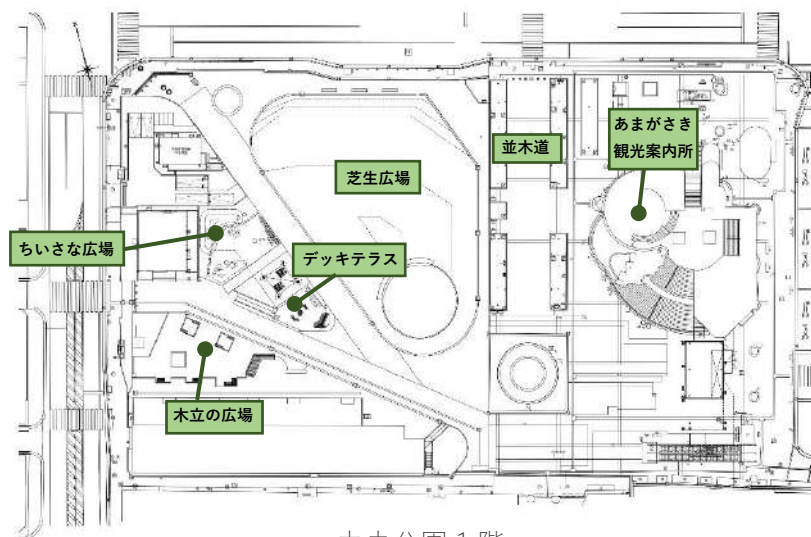 あまがさき
観光案内所
並木道
芝生広場
ちいさな広場
デッキテラス
木立の広場